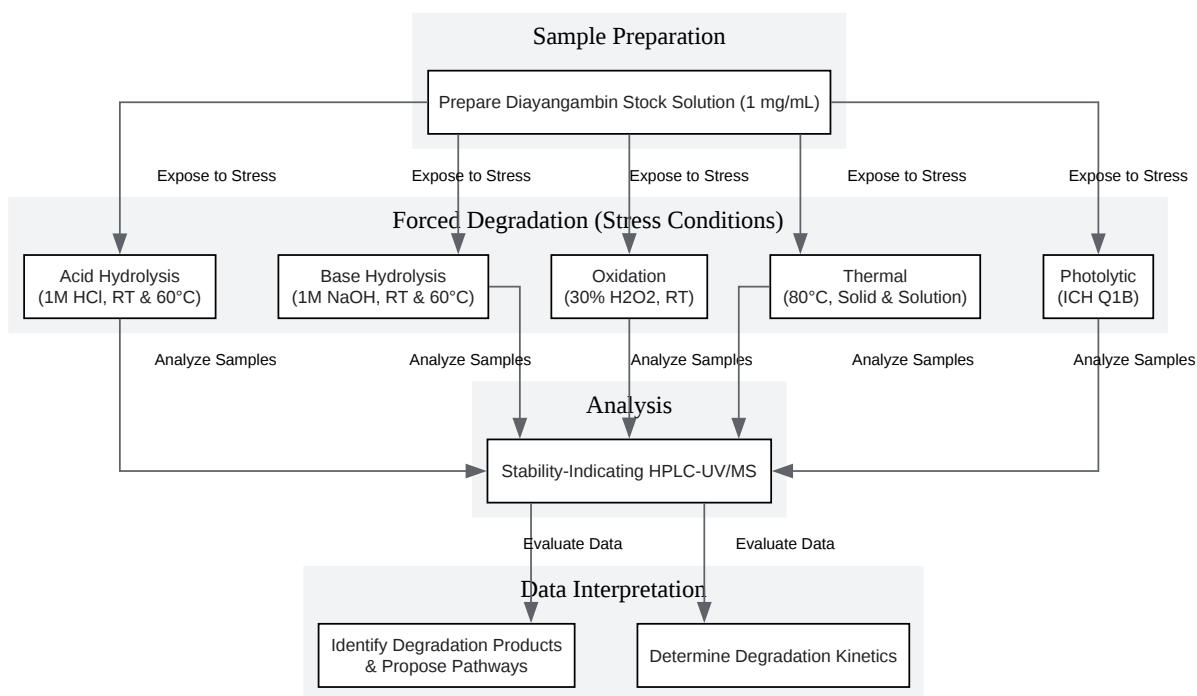 Sample Preparation
Prepare Diayangambin Stock Solution (1 mg/mL)
Expose to Stress
Expose to Stress
Expose to Stress
Expose to Stress
Expose to Stress
Forced Degradation (Stress Conditions)
Acid Hydrolysis
(1M HCl, RT & 60°C)
Base Hydrolysis
(1M NaOH, RT & 60°C)
Oxidation
(30% H2O2, RT)
Thermal
(80°C, Solid & Solution)
Photolytic
(ICH Q1B)
Analyze Samples
Analyze Samples
Analyze Samples
Analyze Samples
Analyze Samples
Analysis
Stability-Indicating HPLC-UV/MS
Evaluate Data
Evaluate Data
Data Interpretation
Identify Degradation Products
& Propose Pathways
Determine Degradation Kinetics